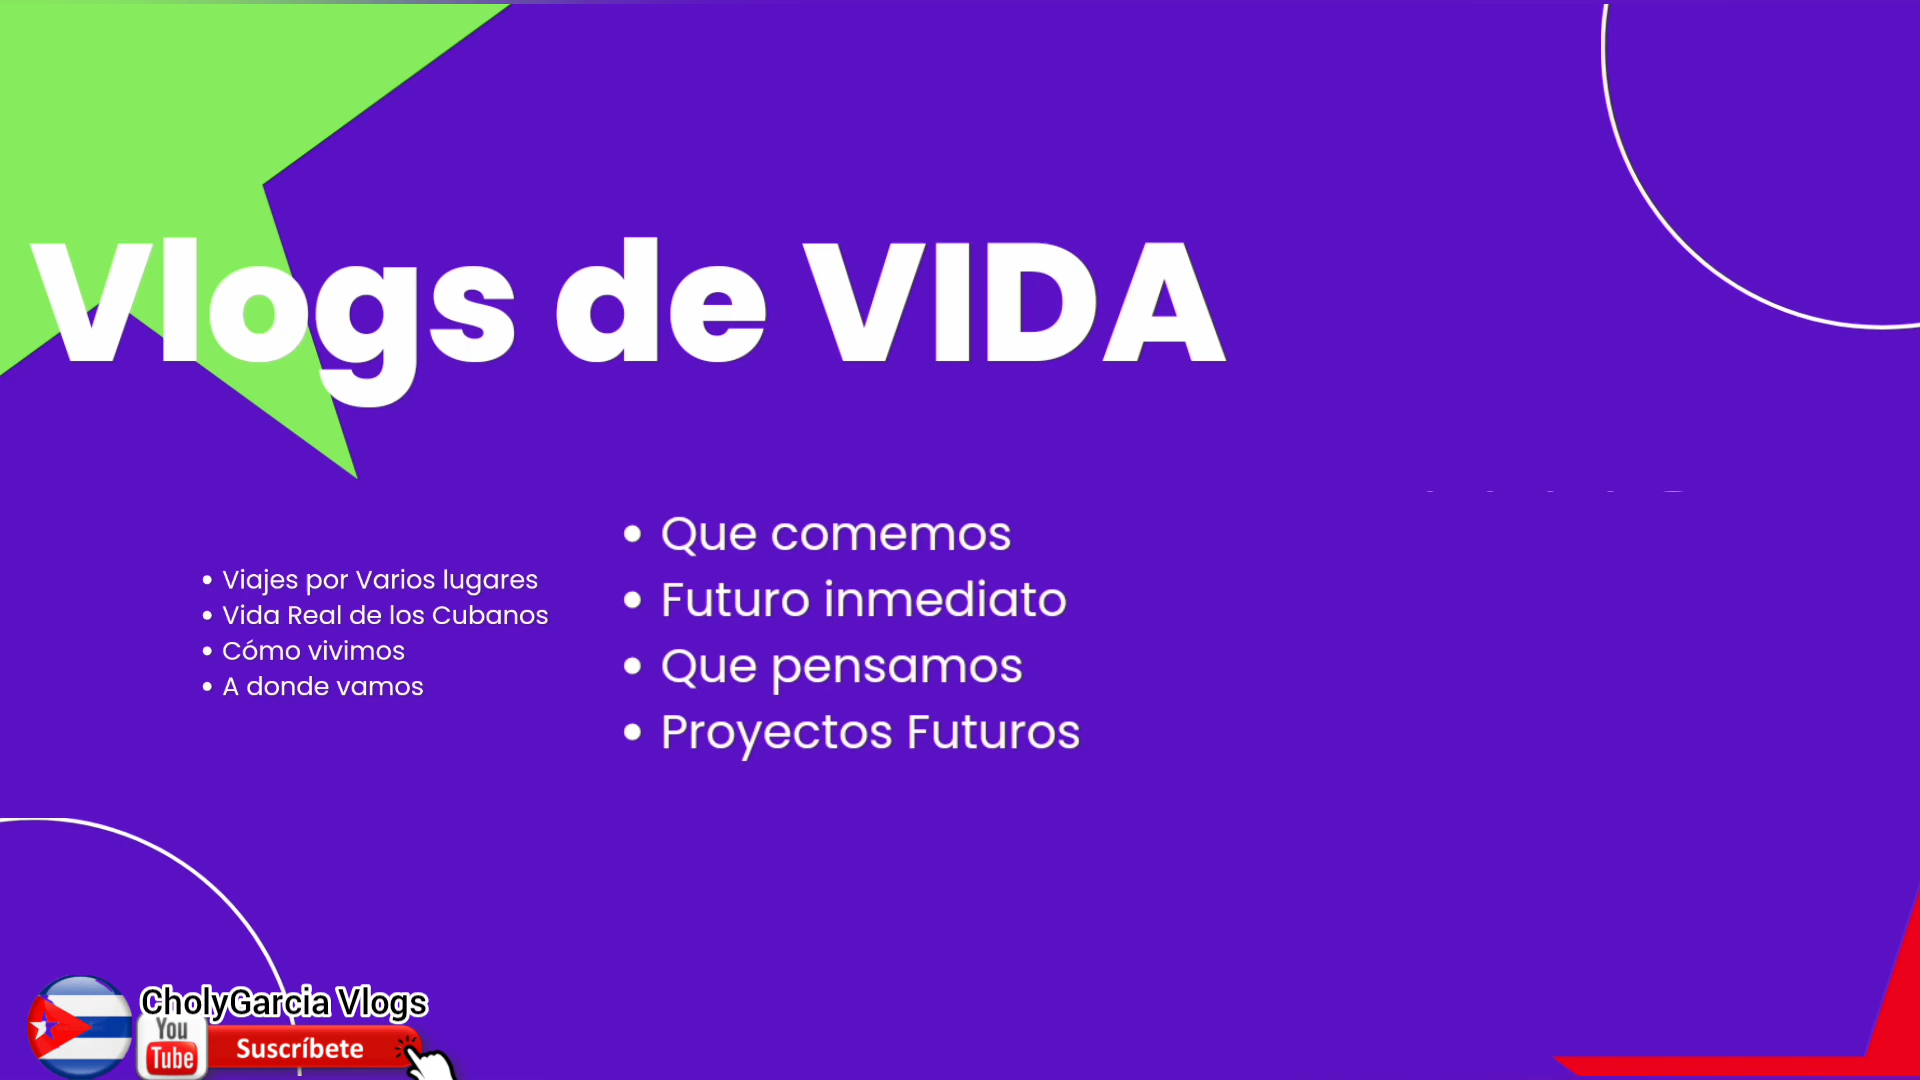 Vlogs de VIDA
• Viajes por Varios lugares
• Vida Real de los Cubanos
• Cómo vivimos
• A donde vamos
• Que comemos
• Futuro inmediato
• Que pensamos
• Proyectos Futuros
CholyGarcia Vlogs
You
Tube
Suscríbete